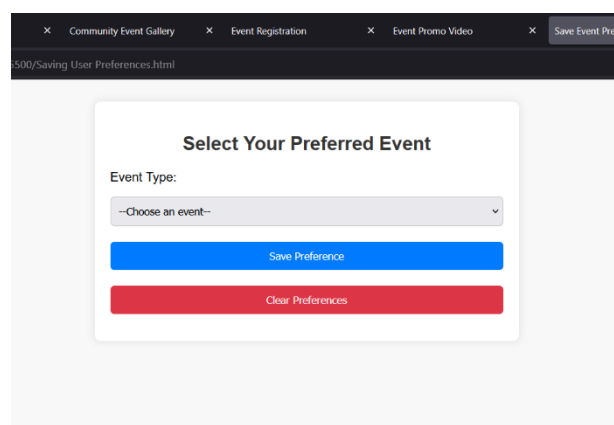 × Community Event Gallery × Event Registration × Event Promo Video × Save Event Pre
5500/Saving User Preferences.html
Select Your Preferred Event
Event Type:
--Choose an event--
Save Preference
Clear Preferences